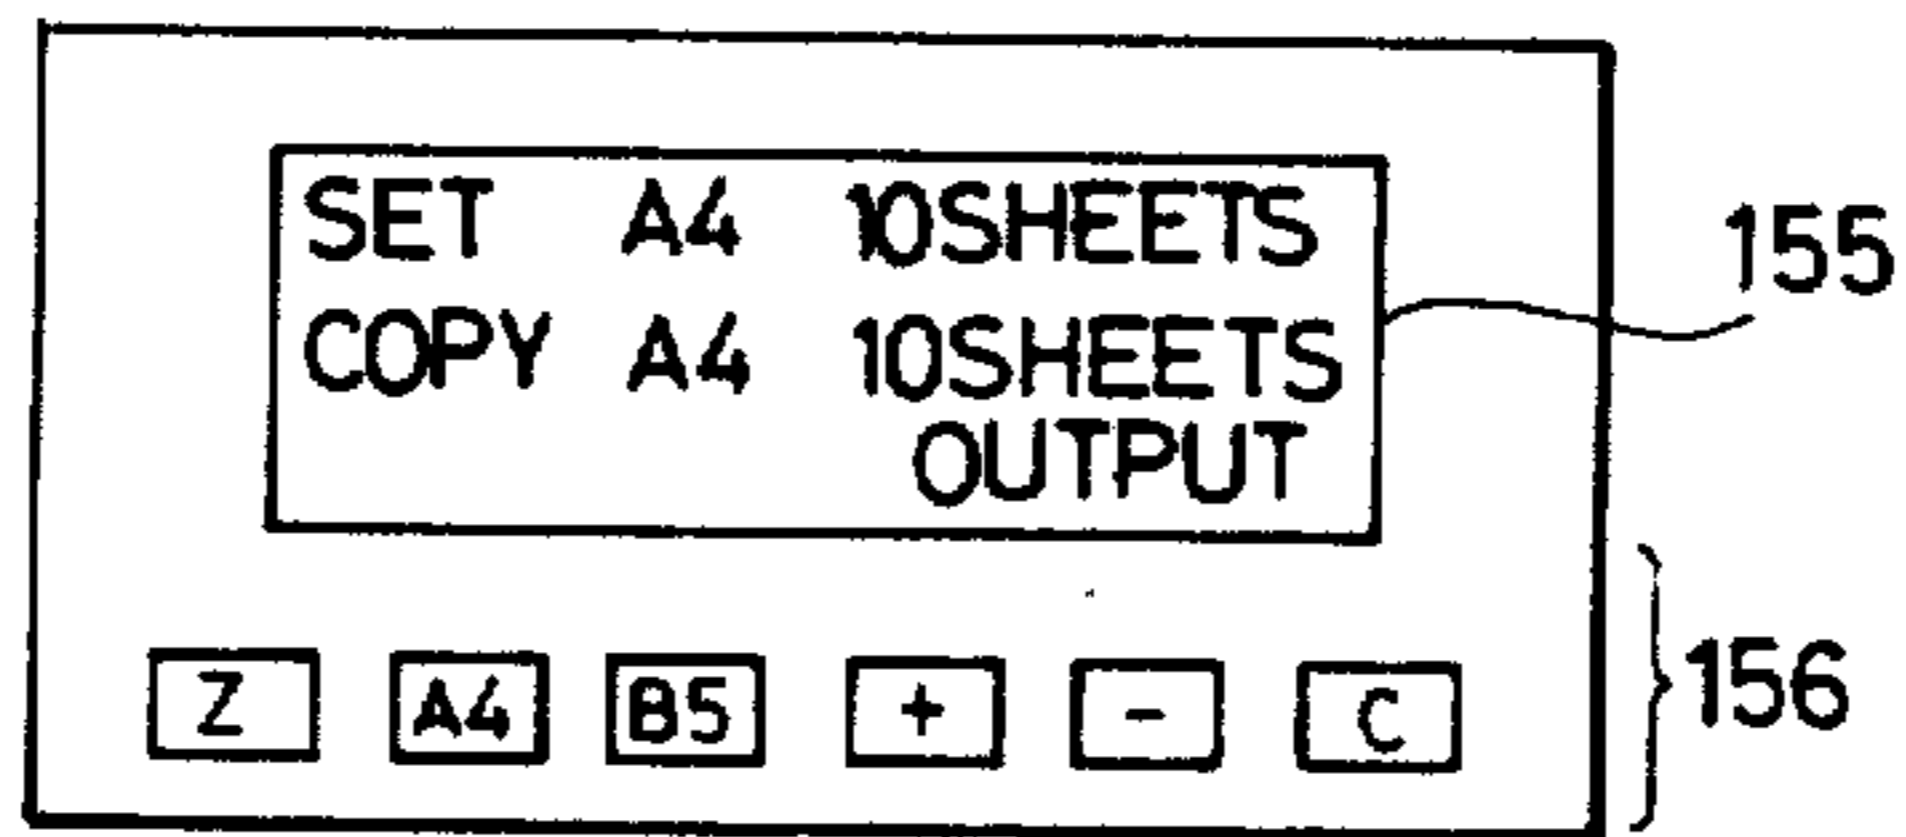 SET A4 10SHEETS
COPY A4 10SHEETS
OUTPUT
155
Z A4 B5 + - C
156